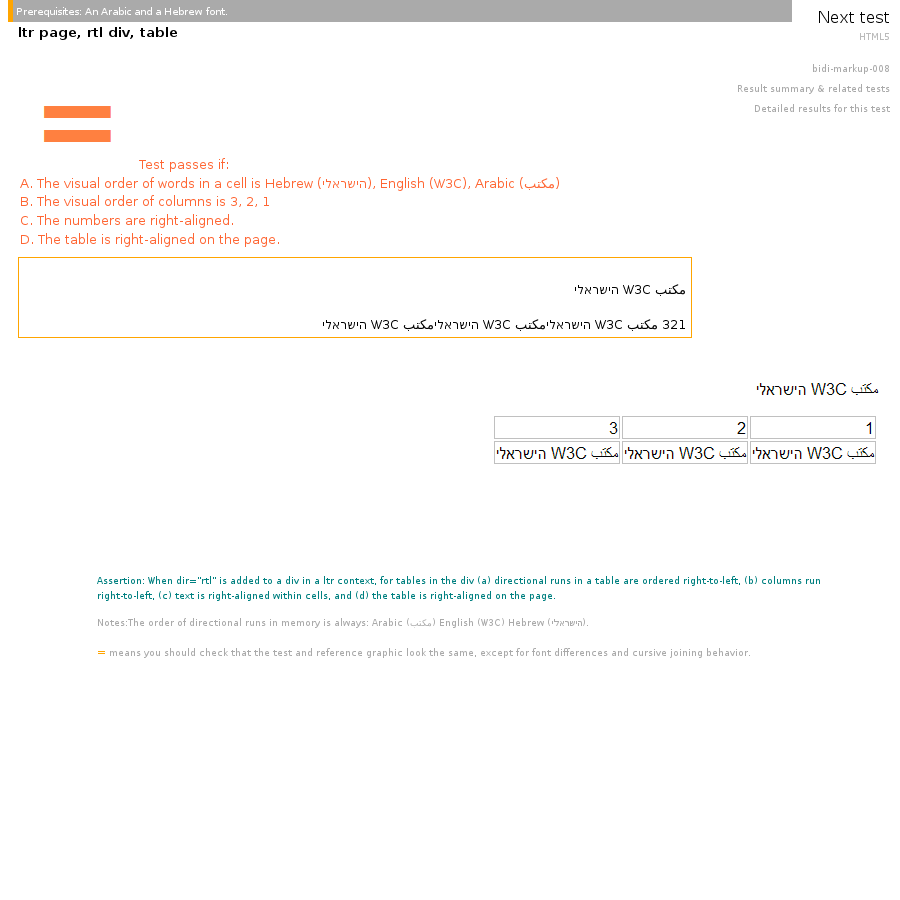 Prerequisites: An Arabic and a Hebrew font.
Next test
ltr page, rtl div, table
HTML5
bidi-markup-008
Result summary & related tests
Detailed results for this test
=
Test passes if:
A. The visual order of words in a cell is Hebrew (הישראלי), English (W3C), Arabic (مكتب)
B. The visual order of columns is 3, 2, 1
C. The numbers are right-aligned.
D. The table is right-aligned on the page.
مكتب W3C הישראלי
321 مكتب W3C הישראליمكتب W3C הישראליمكتب W3C הישראלי
مكتب W3C הישראלי
1 2 3
مكتب W3C הישראלי مكتب W3C הישראלי مكتب W3C הישראלי
Assertion: When dir="rtl" is added to a div in a ltr context, for tables in the div (a) directional runs in a table are ordered right-to-left, (b) columns run
right-to-left, (c) text is right-aligned within cells, and (d) the table is right-aligned on the page.
Notes:The order of directional runs in memory is always: Arabic (مكتب) English (W3C) Hebrew (הישראלי).
= means you should check that the test and reference graphic look the same, except for font differences and cursive joining behavior.